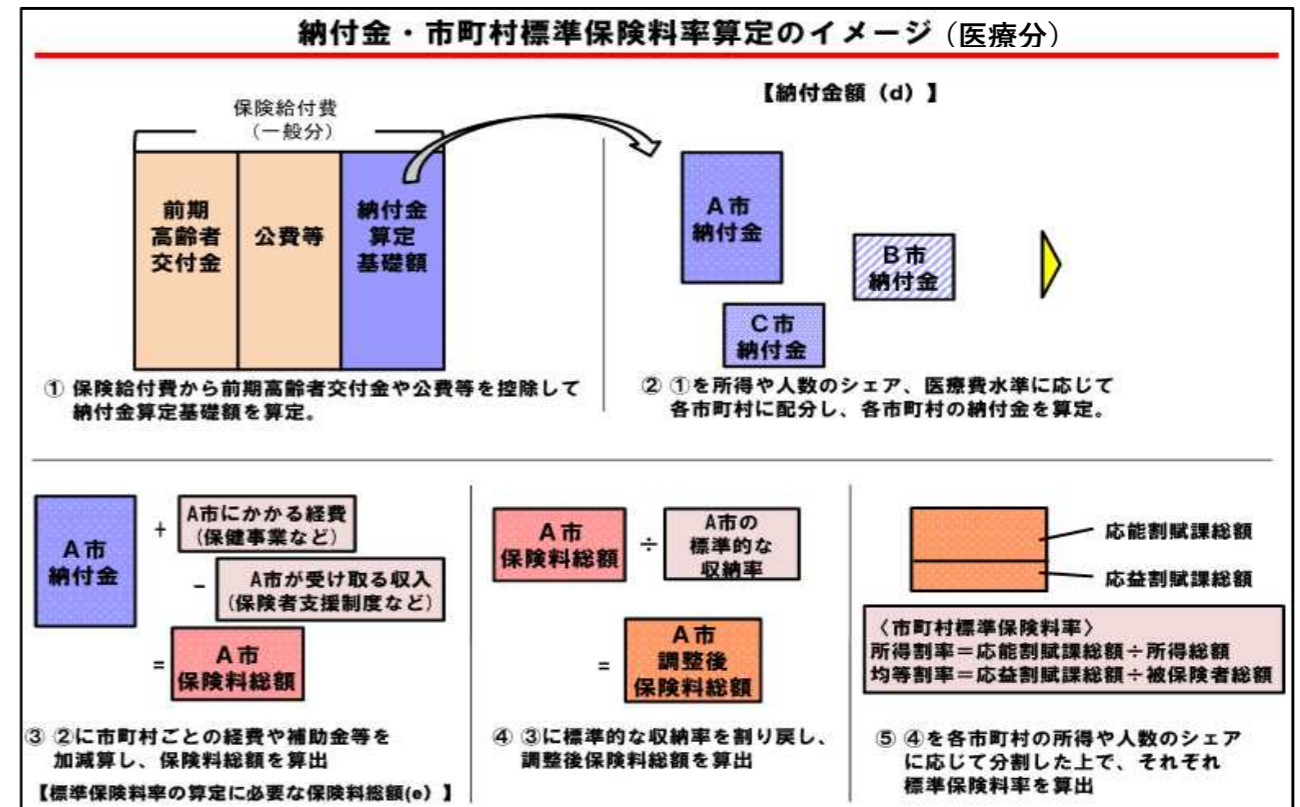 納付金・市町村標準保険料率算定のイメージ（医療分）
保険給付費
（一般分）
前期
高齢者
交付金
公費等
納付金
算定
基礎額
① 保険給付費から前期高齢者交付金や公費等を控除して
納付金算定基礎額を算定。
【納付金額（d）】
A市
納付金
B市
納付金
C市
納付金
② ①を所得や人数のシェア、医療費水準に応じて
各市町村に配分し、各市町村の納付金を算定。
A市
納付金
+
A市にかかる経費
(保健事業など)
-
A市が受け取る収入
(保険者支援制度など)
=
A市
保険料総額
③ ②に市町村ごとの経費や補助金等を
加減算し、保険料総額を算出
【標準保険料率の算定に必要な保険料総額(e）】
A市
保険料総額
÷
A市の
標準的な
収納率
=
A市
調整後
保険料総額
④ ③に標準的な収納率を割り戻し、
調整後保険料総額を算出
応能割賦課総額
応益割賦課総額
〈市町村標準保険料率〉
所得割率＝応能割賦課総額÷所得総額
均等割率＝応益割賦課総額÷被保険者総額
⑤ ④を各市町村の所得や人数のシェア
に応じて分割した上で、それぞれ
標準保険料率を算出